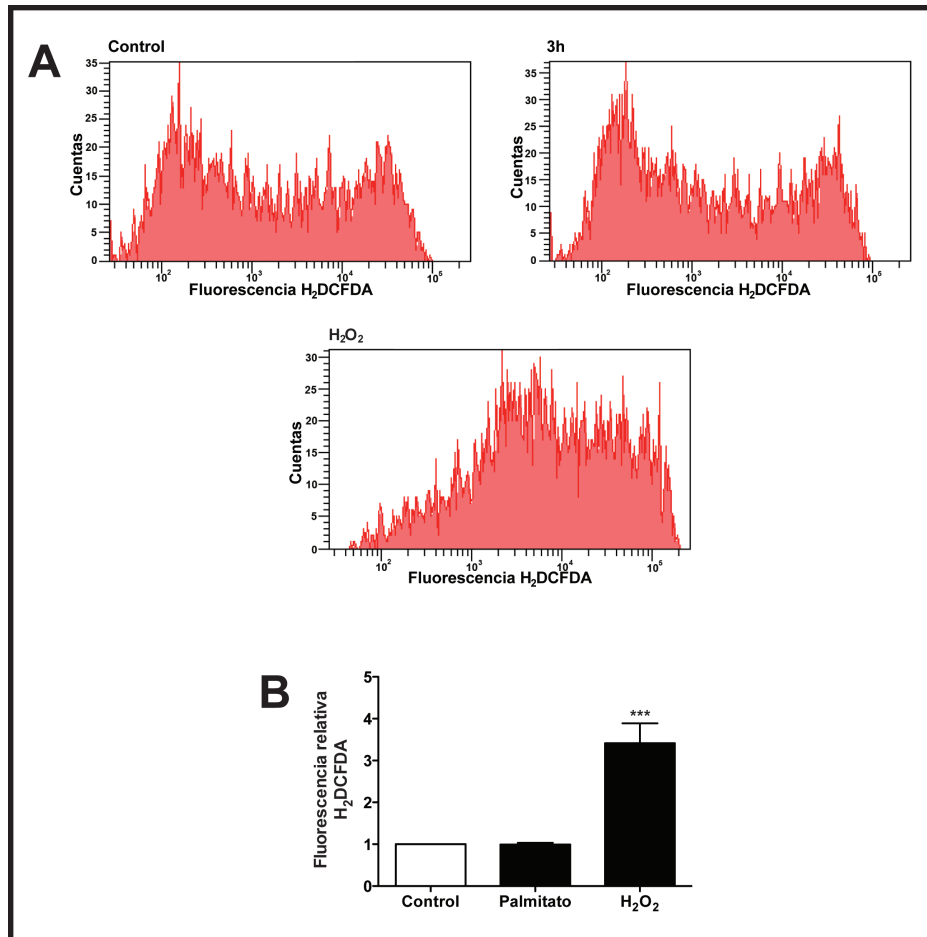 A
Control
35
30
25
20
15
10
5
0
Cuentas
10² 10³ 10⁴ 10⁵
Fluorescencia H₂DCFDA
3h
35
30
25
20
15
10
5
0
Cuentas
10² 10³ 10⁴ 10⁵
Fluorescencia H₂DCFDA
H₂O₂
30
25
20
15
10
5
0
Cuentas
10² 10³ 10⁴ 10⁵
Fluorescencia H₂DCFDA
B
Fluorescencia relativa
H₂DCFDA
5
4
3
2
1
0
***
Control Palmitato H₂O₂